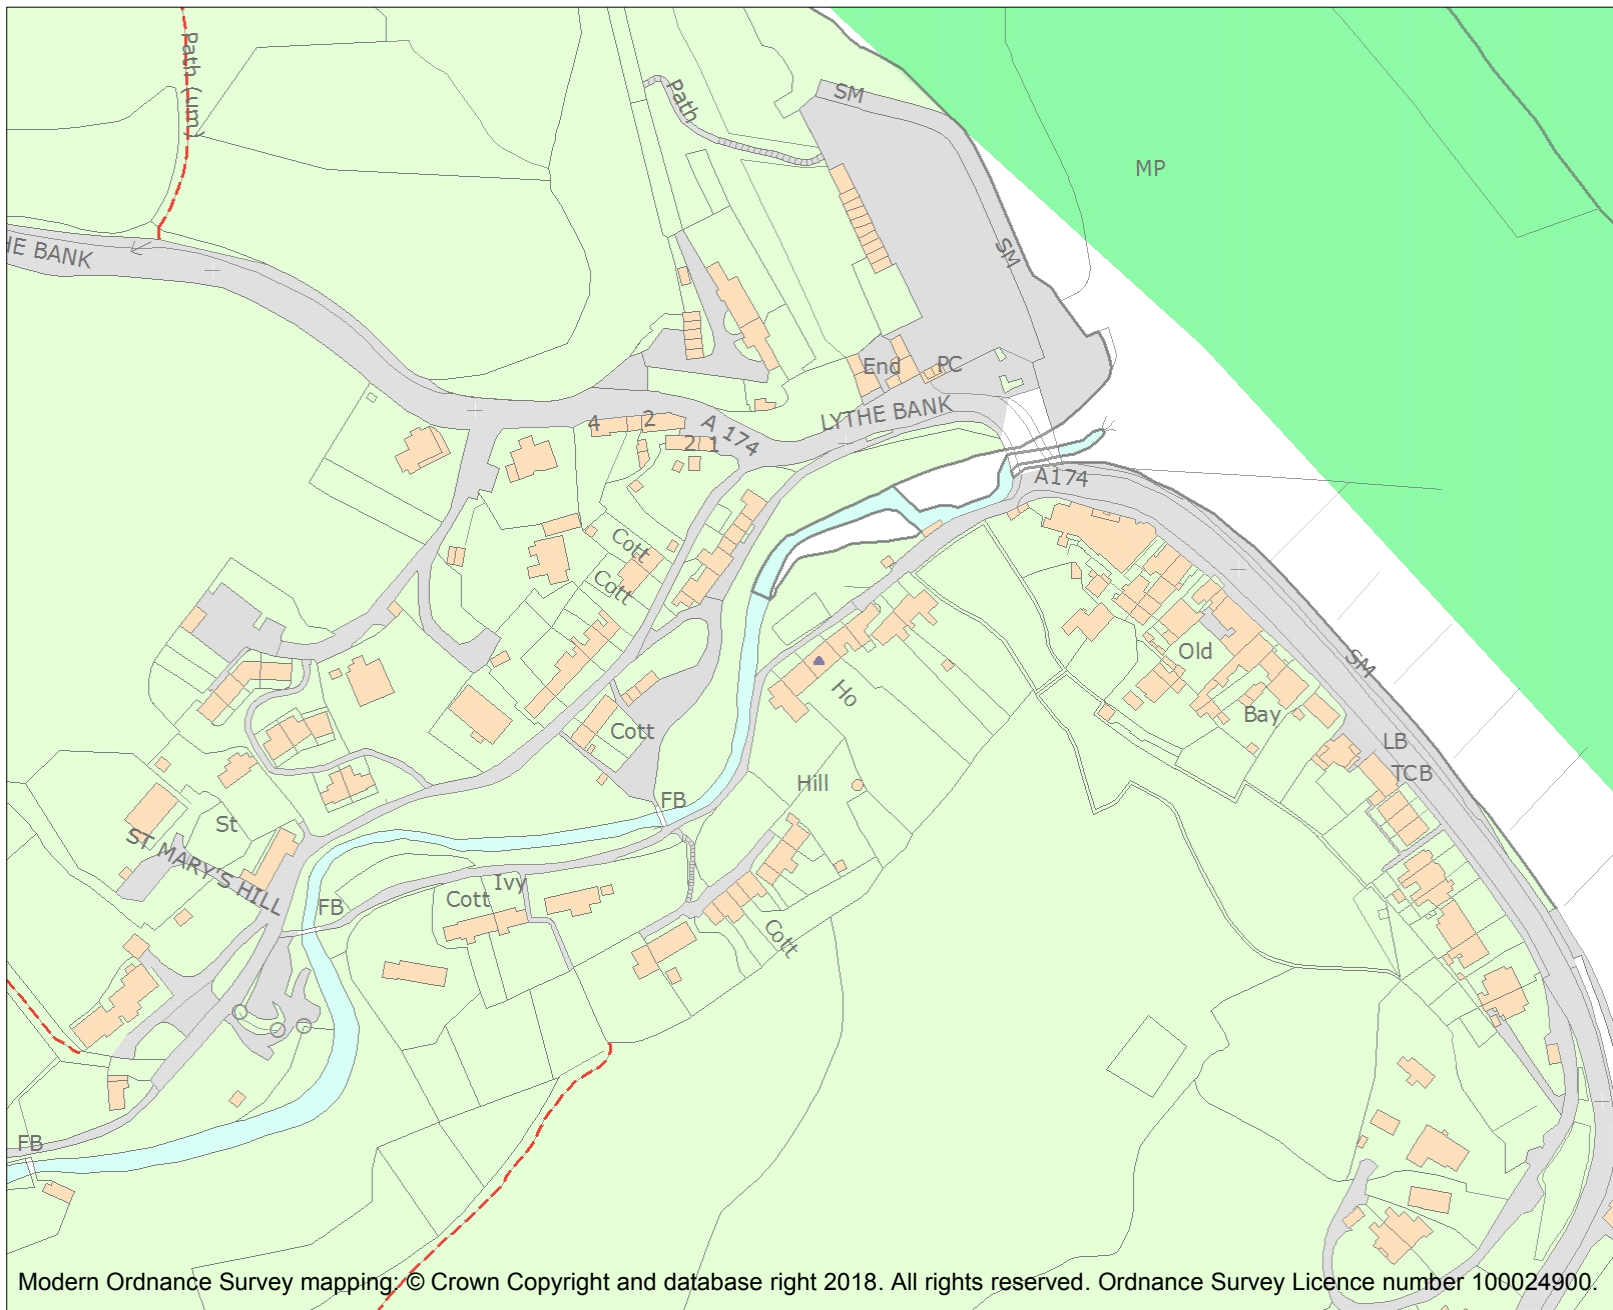 Path (um)
Path
SM
MP
HE BANK
SM
End
PC
LYTHE BANK
4
2
A 174
2
1
A174
Cott
Cott
Old
SM
Ho
Bay
Cott
LB
TCB
Hill
FB
St
ST MARY'S HILL
Ivy
Cott
FB
Cott
FB
Modern Ordnance Survey mapping: © Crown Copyright and database right 2018. All rights reserved. Ordnance Survey Licence number 100024900.